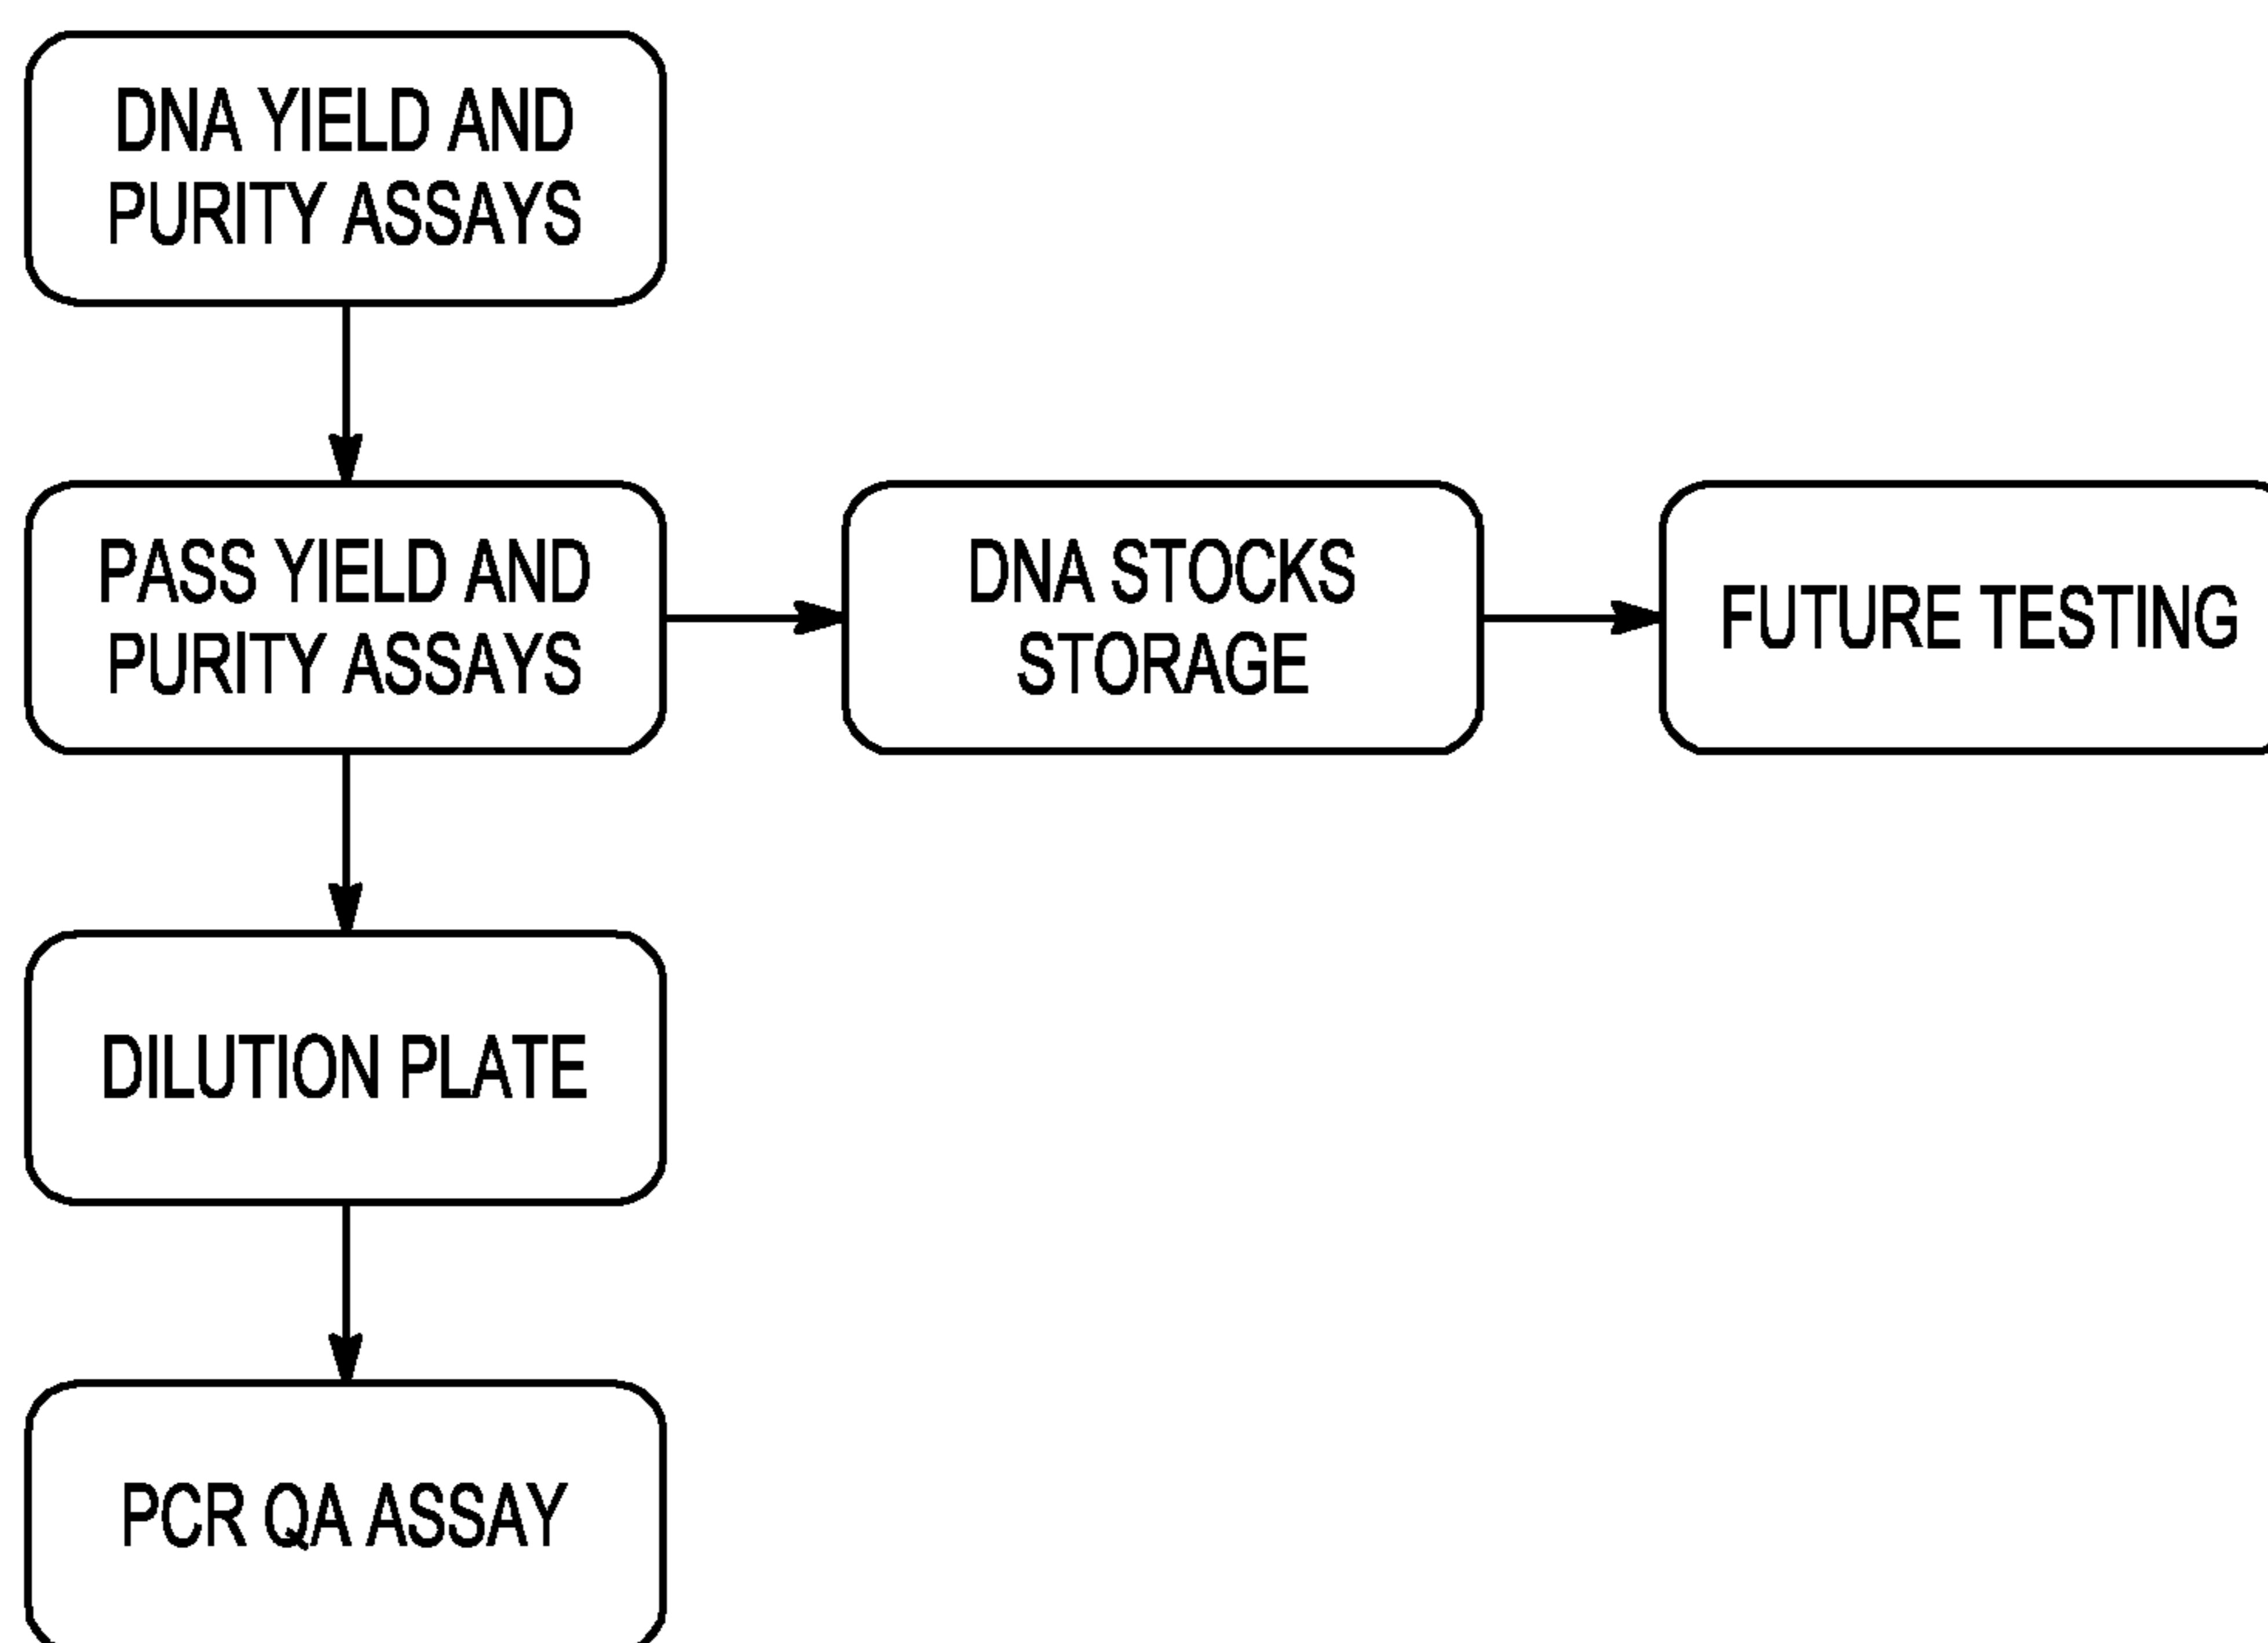 DNA YIELD AND
PURITY ASSAYS
PASS YIELD AND
PURITY ASSAYS
DNA STOCKS
STORAGE
FUTURE TESTING
DILUTION PLATE
PCR QA ASSAY